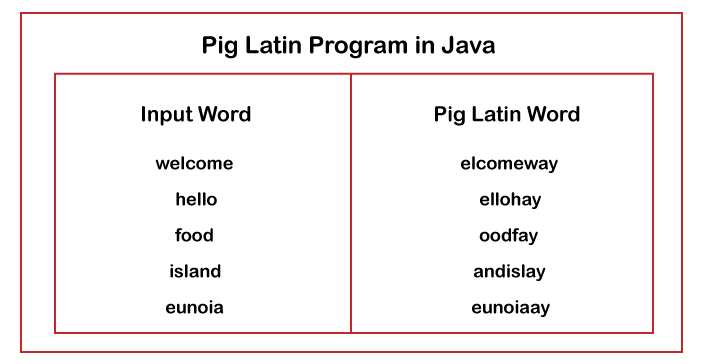 Pig Latin Program in Java
Input Word Pig Latin Word
welcome elcomeway
hello ellohay
food oodfay
island andislay
eunoia eunoiaay